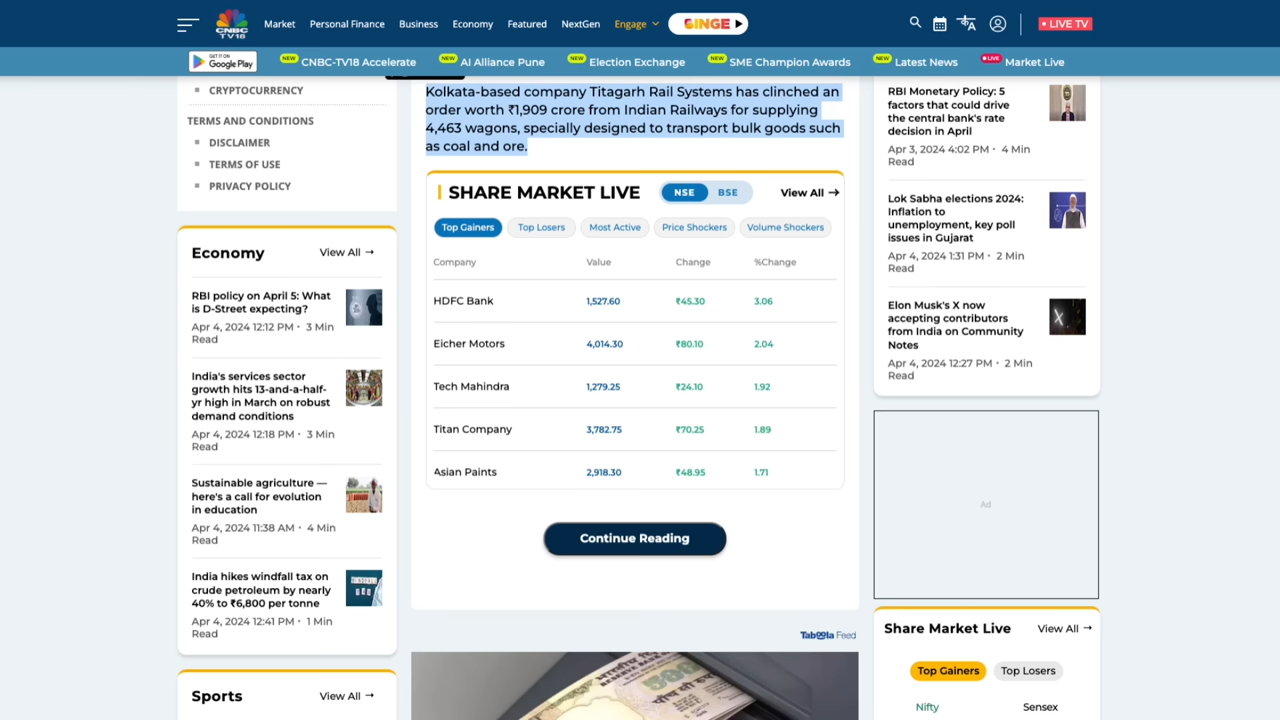 CNBC
TV18
Market
Personal Finance
Business
Economy
Featured
NextGen
Engage
BINGE
LIVE TV
GET IT ON
Google Play
NEW
CNBC-TV18 Accelerate
NEW
AI Alliance Pune
NEW
Election Exchange
NEW
SME Champion Awards
NEW
Latest News
LIVE
Market Live
CRYPTOCURRENCY
TERMS AND CONDITIONS
DISCLAIMER
TERMS OF USE
PRIVACY POLICY
Economy
View All →
RBI policy on April 5: What
is D-Street expecting?
Apr 4, 2024 12:12 PM · 3 Min
Read
India's services sector
growth hits 13-and-a-half-
yr high in March on robust
demand conditions
Apr 4, 2024 12:18 PM · 3 Min
Read
Sustainable agriculture —
here's a call for evolution
in education
Apr 4, 2024 11:38 AM · 4 Min
Read
India hikes windfall tax on
crude petroleum by nearly
40% to ₹6,800 per tonne
Apr 4, 2024 12:41 PM · 1 Min
Read
Sports
View All →
Kolkata-based company Titagarh Rail Systems has clinched an
order worth ₹1,909 crore from Indian Railways for supplying
4,463 wagons, specially designed to transport bulk goods such
as coal and ore.
SHARE MARKET LIVE
NSE
BSE
View All →
Top Gainers
Top Losers
Most Active
Price Shockers
Volume Shockers
Company Value Change %Change
HDFC Bank 1,527.60 ₹45.30 3.06
Eicher Motors 4,014.30 ₹80.10 2.04
Tech Mahindra 1,279.25 ₹24.10 1.92
Titan Company 3,782.75 ₹70.25 1.89
Asian Paints 2,918.30 ₹48.95 1.71
Continue Reading
Taboola Feed
RBI Monetary Policy: 5
factors that could drive
the central bank's rate
decision in April
Apr 3, 2024 4:02 PM · 4 Min
Read
Lok Sabha elections 2024:
Inflation to
unemployment, key poll
issues in Gujarat
Apr 4, 2024 1:31 PM · 2 Min
Read
Elon Musk's X now
accepting contributors
from India on Community
Notes
Apr 4, 2024 12:27 PM · 2 Min
Read
Ad
Share Market Live
View All →
Top Gainers
Top Losers
Nifty
Sensex